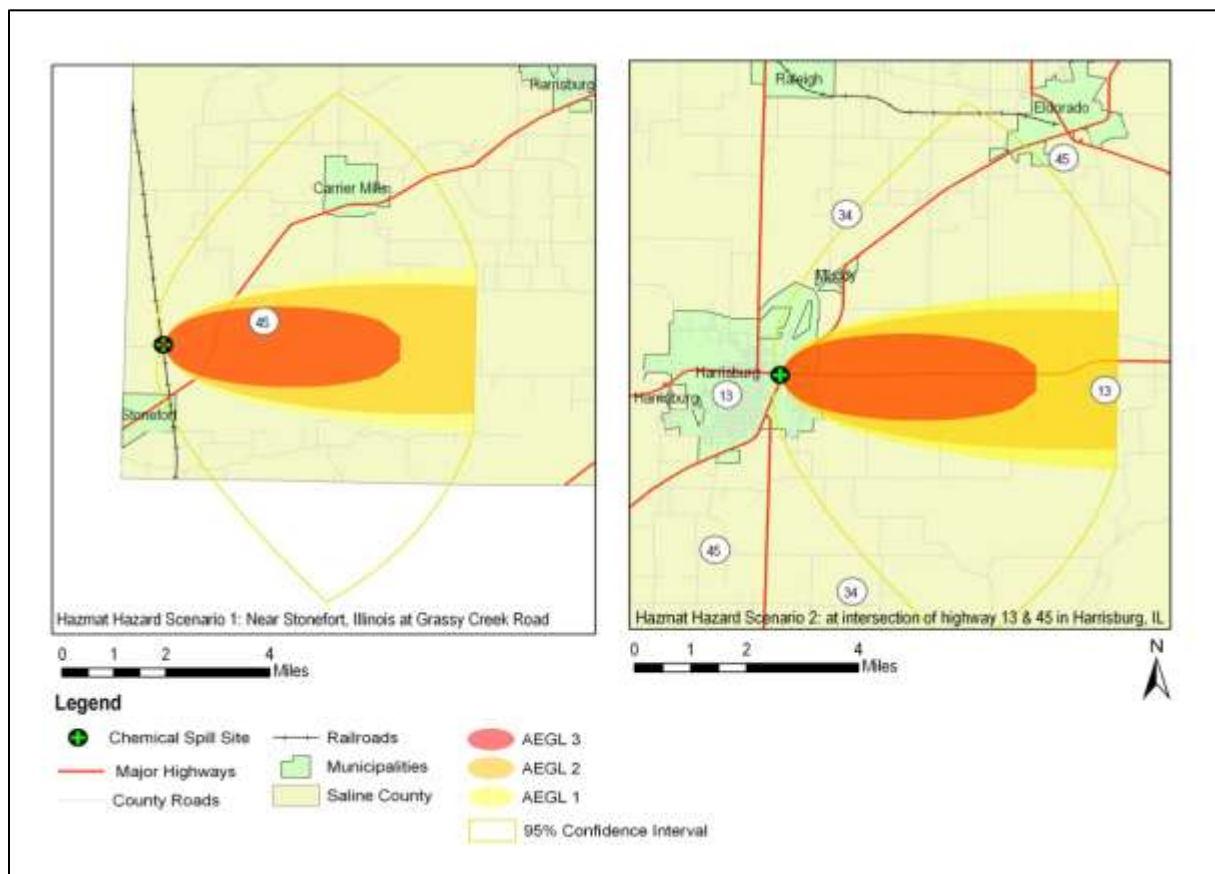 Harrisburg
Carrier Mills
45
Stonefort
Hazmat Hazard Scenario 1: Near Stonefort, Illinois at Grassy Creek Road
Raleigh
Eldorado
45
34
Harrisburg
Harrisburg
13
13
45
34
Hazmat Hazard Scenario 2: at intersection of highway 13 & 45 in Harrisburg, IL
0 1 2 4
Miles
0 1 2 4
Miles
N
Legend
Chemical Spill Site
Major Highways
County Roads
Railroads
Municipalities
Saline County
AEGL 3
AEGL 2
AEGL 1
95% Confidence Interval